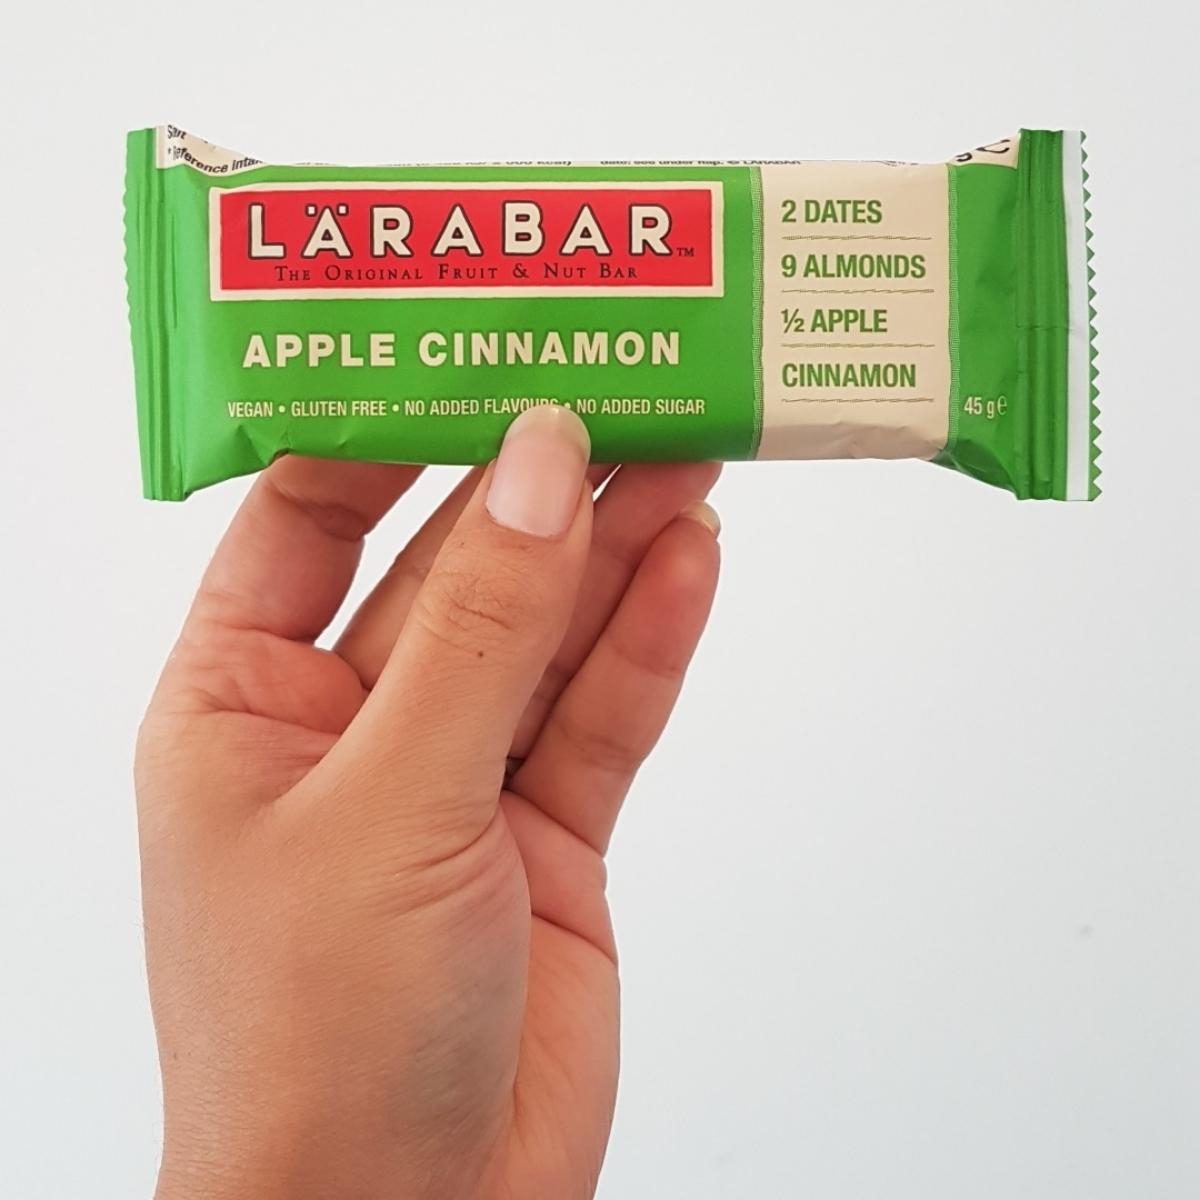 Salt
LÄRABAR™
THE ORIGINAL FRUIT & NUT BAR
APPLE CINNAMON
VEGAN • GLUTEN FREE • NO ADDED FLAVOURS • NO ADDED SUGAR
2 DATES
9 ALMONDS
½ APPLE
CINNAMON
45 g e